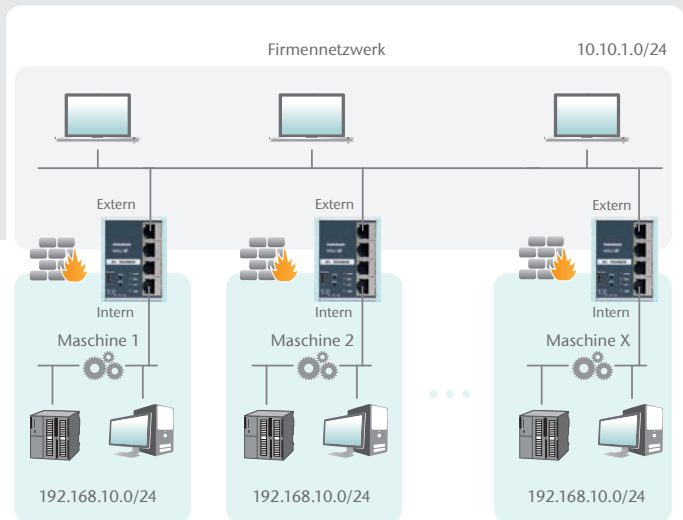 Firmennetzwerk 10.10.1.0/24
Extern Extern Extern
Intern Intern Intern
Maschine 1 Maschine 2 Maschine X
192.168.10.0/24 192.168.10.0/24 192.168.10.0/24